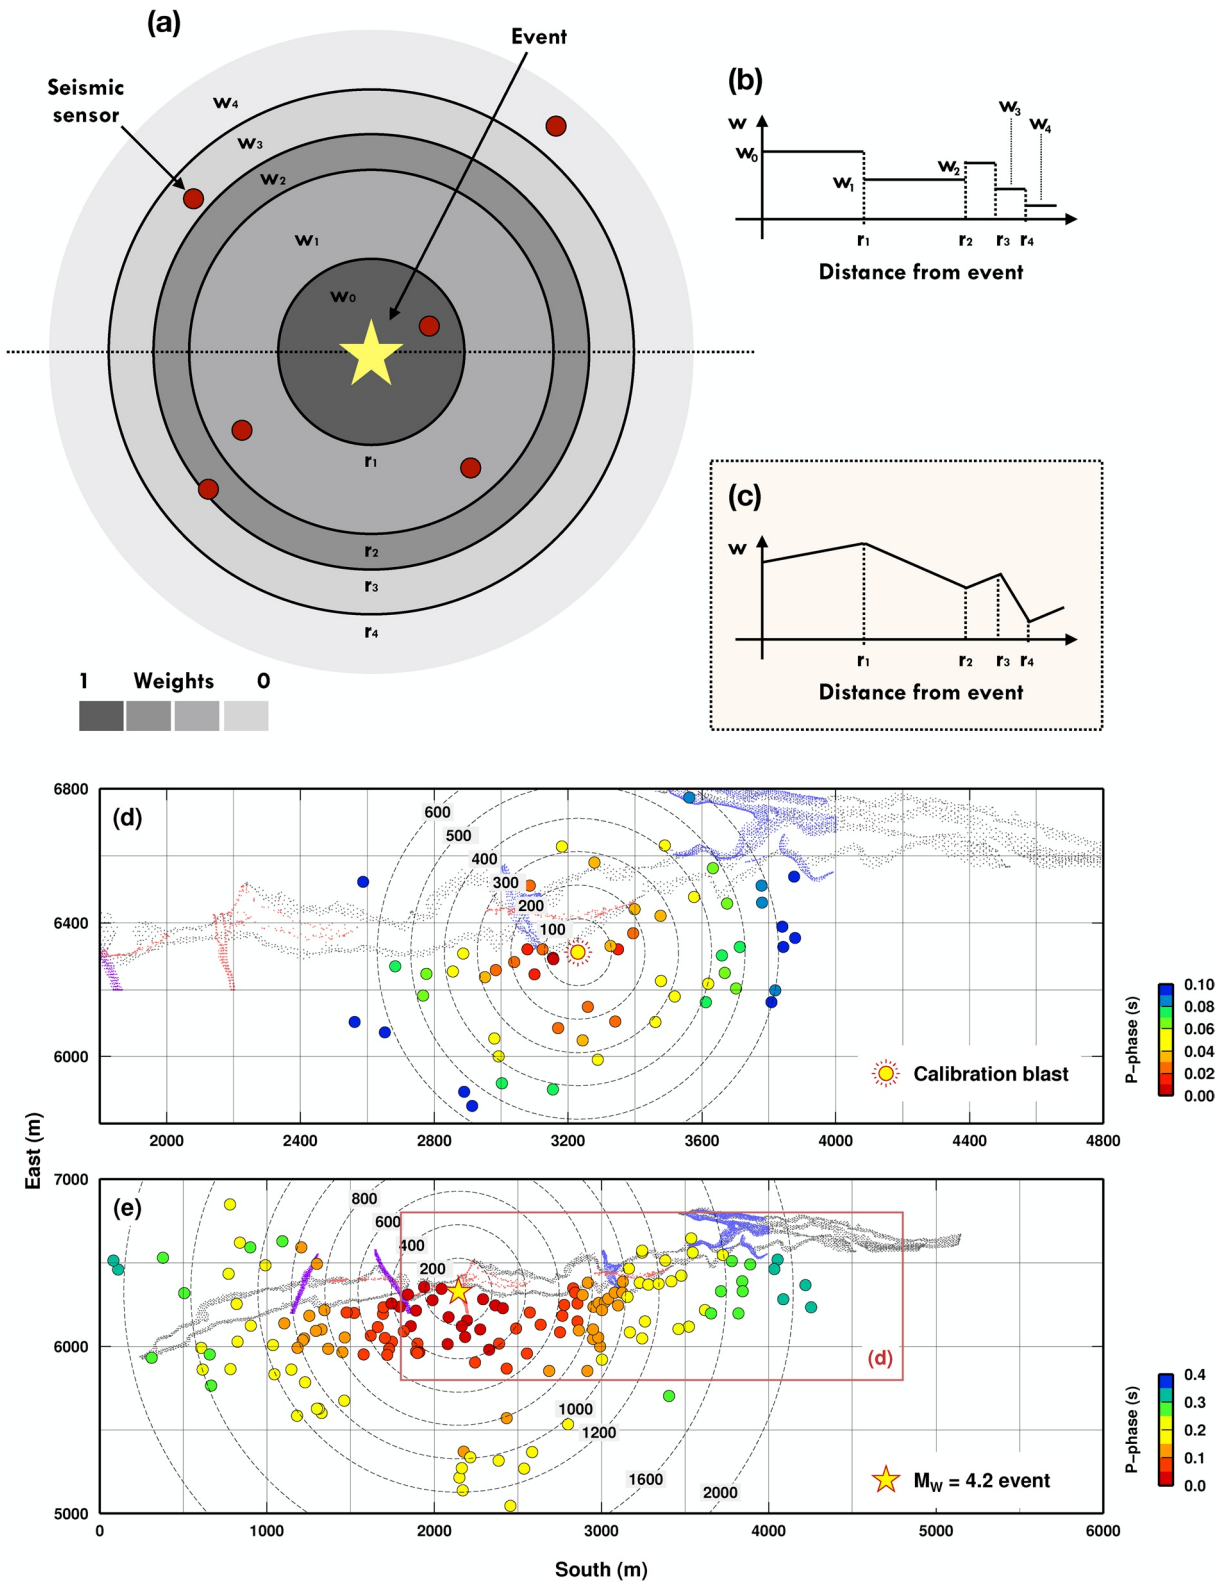 (a)
Event
Seismic
sensor
w4
w3
w2
w1
w0
r1
r2
r3
r4
1 Weights 0
(b)
w
w0
w1
w2
w3
w4
r1 r2 r3 r4
Distance from event
(c)
w
r1 r2 r3 r4
Distance from event
(d)
6800
6400
6000
600
500
400
300
200
100
Calibration blast
2000 2400 2800 3200 3600 4000 4400 4800
P-phase (s)
0.10
0.08
0.06
0.04
0.02
0.00
East (m)
(e)
7000
6000
5000
800
600
400
200
1000
1200
1600
2000
(d)
Mw = 4.2 event
0 1000 2000 3000 4000 5000 6000
South (m)
P-phase (s)
0.4
0.3
0.2
0.1
0.0